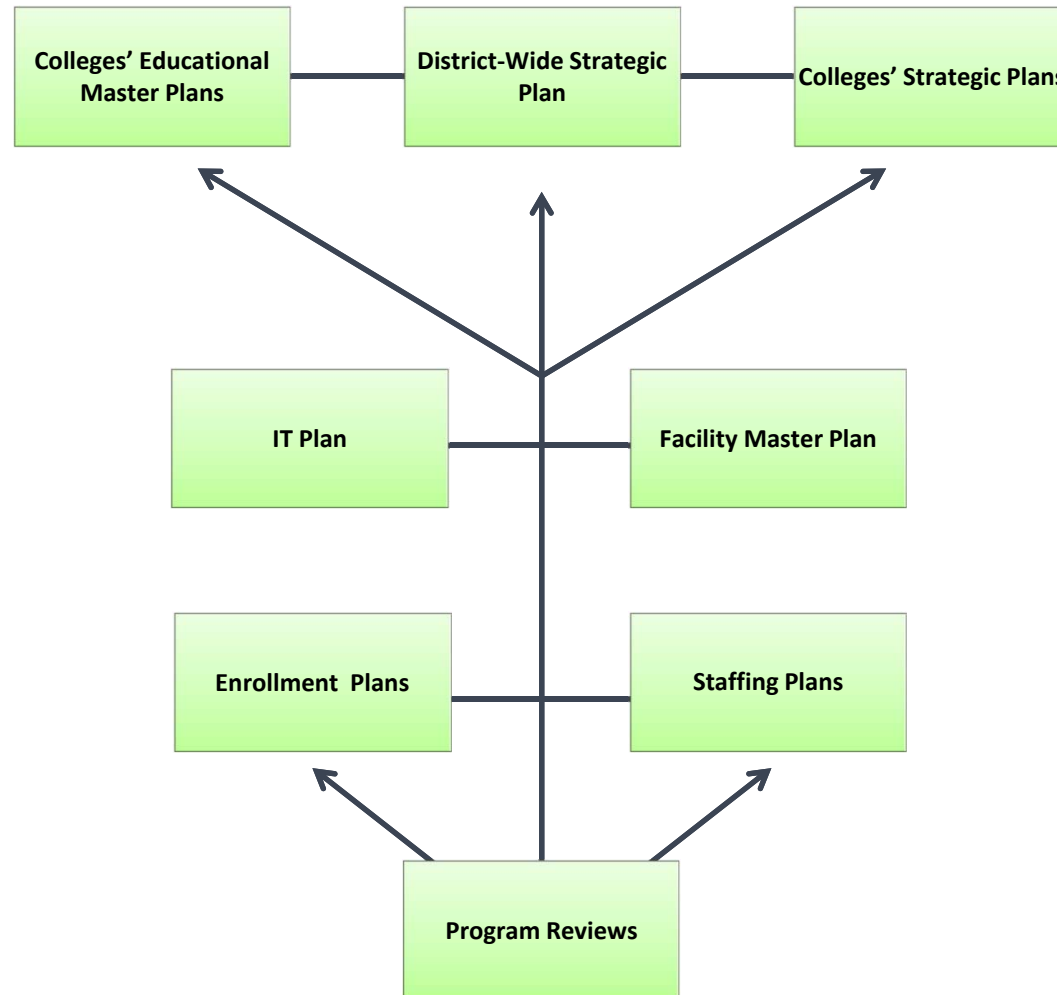 Colleges’ Educational
Master Plans
District-Wide Strategic
Plan
Colleges’ Strategic Plans
IT Plan
Facility Master Plan
Enrollment  Plans
Staffing Plans
Program Reviews